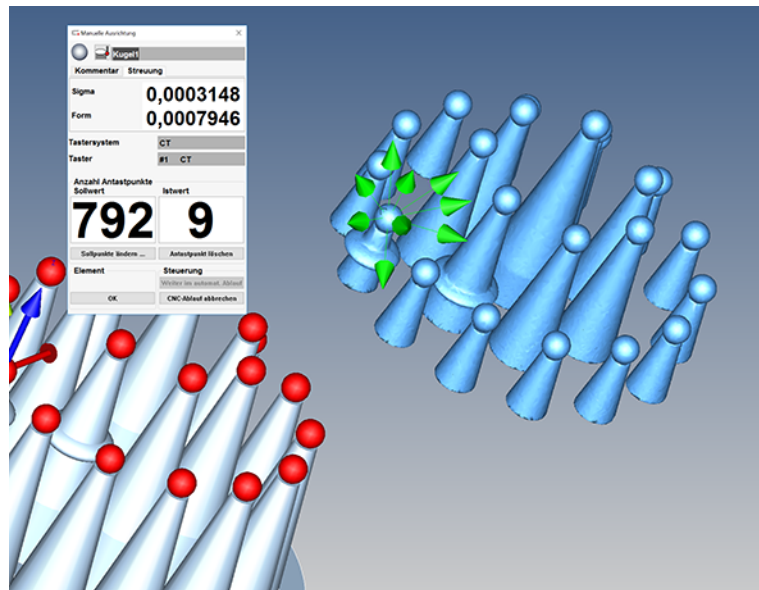 Manuelle Ausrichtung
Kugel1
Kommentar Streuung
Sigma 0,0003148
Form 0,0007946
Tastersystem CT
Taster #1 CT
Anzahl Antastpunkte
Sollwert Istwert
792 9
Sollpunkte ändern ... Antastpunkt löschen
Element Steuerung
Weiter im automat. Ablauf
OK CNC-Ablauf abbrechen